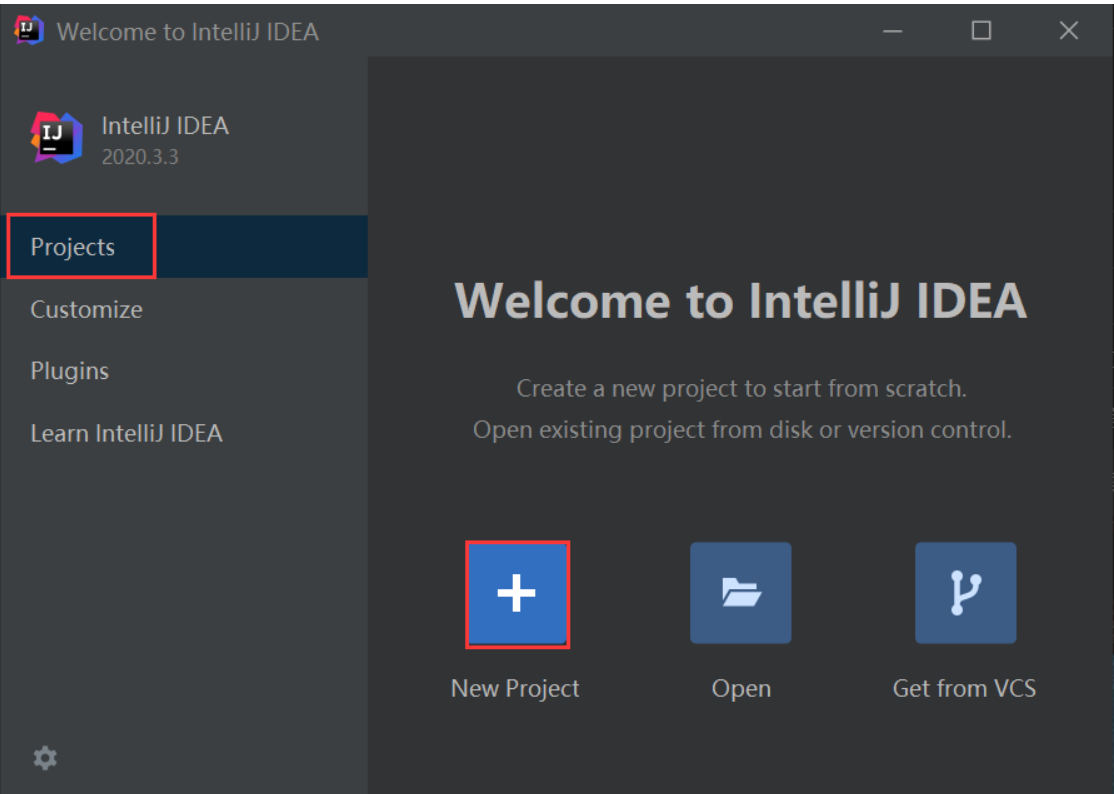 Welcome to IntelliJ IDEA
IntelliJ IDEA
2020.3.3
Projects
Customize
Plugins
Learn IntelliJ IDEA
Welcome to IntelliJ IDEA
Create a new project to start from scratch.
Open existing project from disk or version control.
New Project
Open
Get from VCS